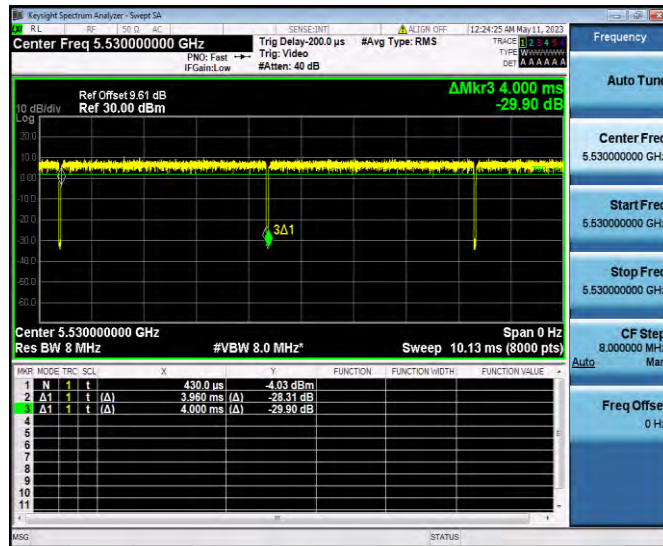 Keysight Spectrum Analyzer - Swept SA
RL RF 50 Ω AC SENSE:INT ALIGN OFF 12:24:25 AM May 11, 2023
Center Freq 5.530000000 GHz
PNO: Fast
IFGain:Low
Trig Delay-200.0 µs
Trig: Video
#Atten: 40 dB
#Avg Type: RMS
TRACE 1 2 3 4 5 6
TYPE W
DET A A A A A A
Ref Offset 9.61 dB
Ref 30.00 dBm
10 dB/div
Log
ΔMkr3 4.000 ms
-29.90 dB
20.0
10.0
0.00
-10.0
-20.0
-30.0
-40.0
-50.0
-60.0
3Δ1
Center 5.530000000 GHz Span 0 Hz
Res BW 8 MHz #VBW 8.0 MHz* Sweep 10.13 ms (8000 pts)
MKR MODE TRC SCL X Y FUNCTION FUNCTION WIDTH FUNCTION VALUE
1 N 1 t 430.0 µs -4.03 dBm
2 Δ1 1 t (Δ) 3.960 ms (Δ) -28.31 dB
3 Δ1 1 t (Δ) 4.000 ms (Δ) -29.90 dB
4
5
6
7
8
9
10
11
MSG STATUS
Frequency
Auto Tune
Center Freq
5.530000000 GHz
Start Freq
5.530000000 GHz
Stop Freq
5.530000000 GHz
CF Step
8.000000 MHz
Auto Man
Freq Offset
0 Hz